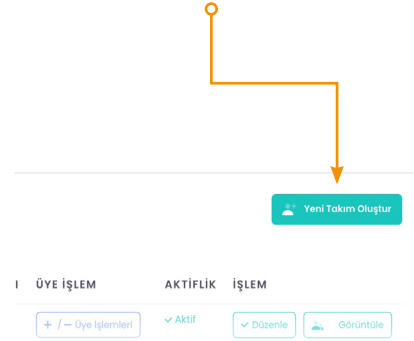 Yeni Takım Oluştur
I ÜYE İŞLEM AKTİFLİK İŞLEM
+ / − Üye İşlemleri Aktif Düzenle Görüntüle